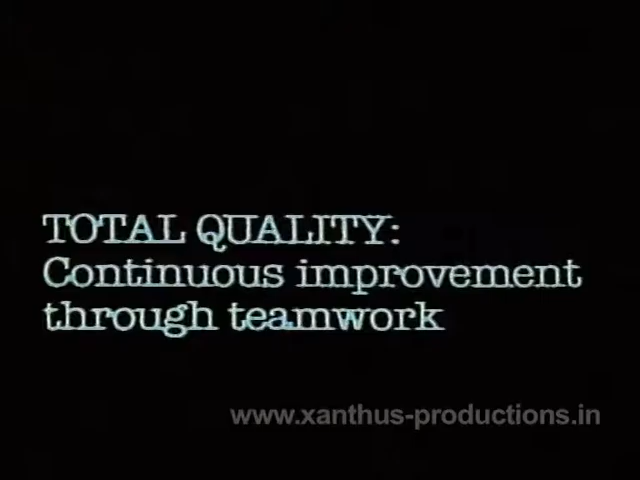 TOTAL QUALITY:
Continuous improvement
through teamwork
www.xanthus-productions.in